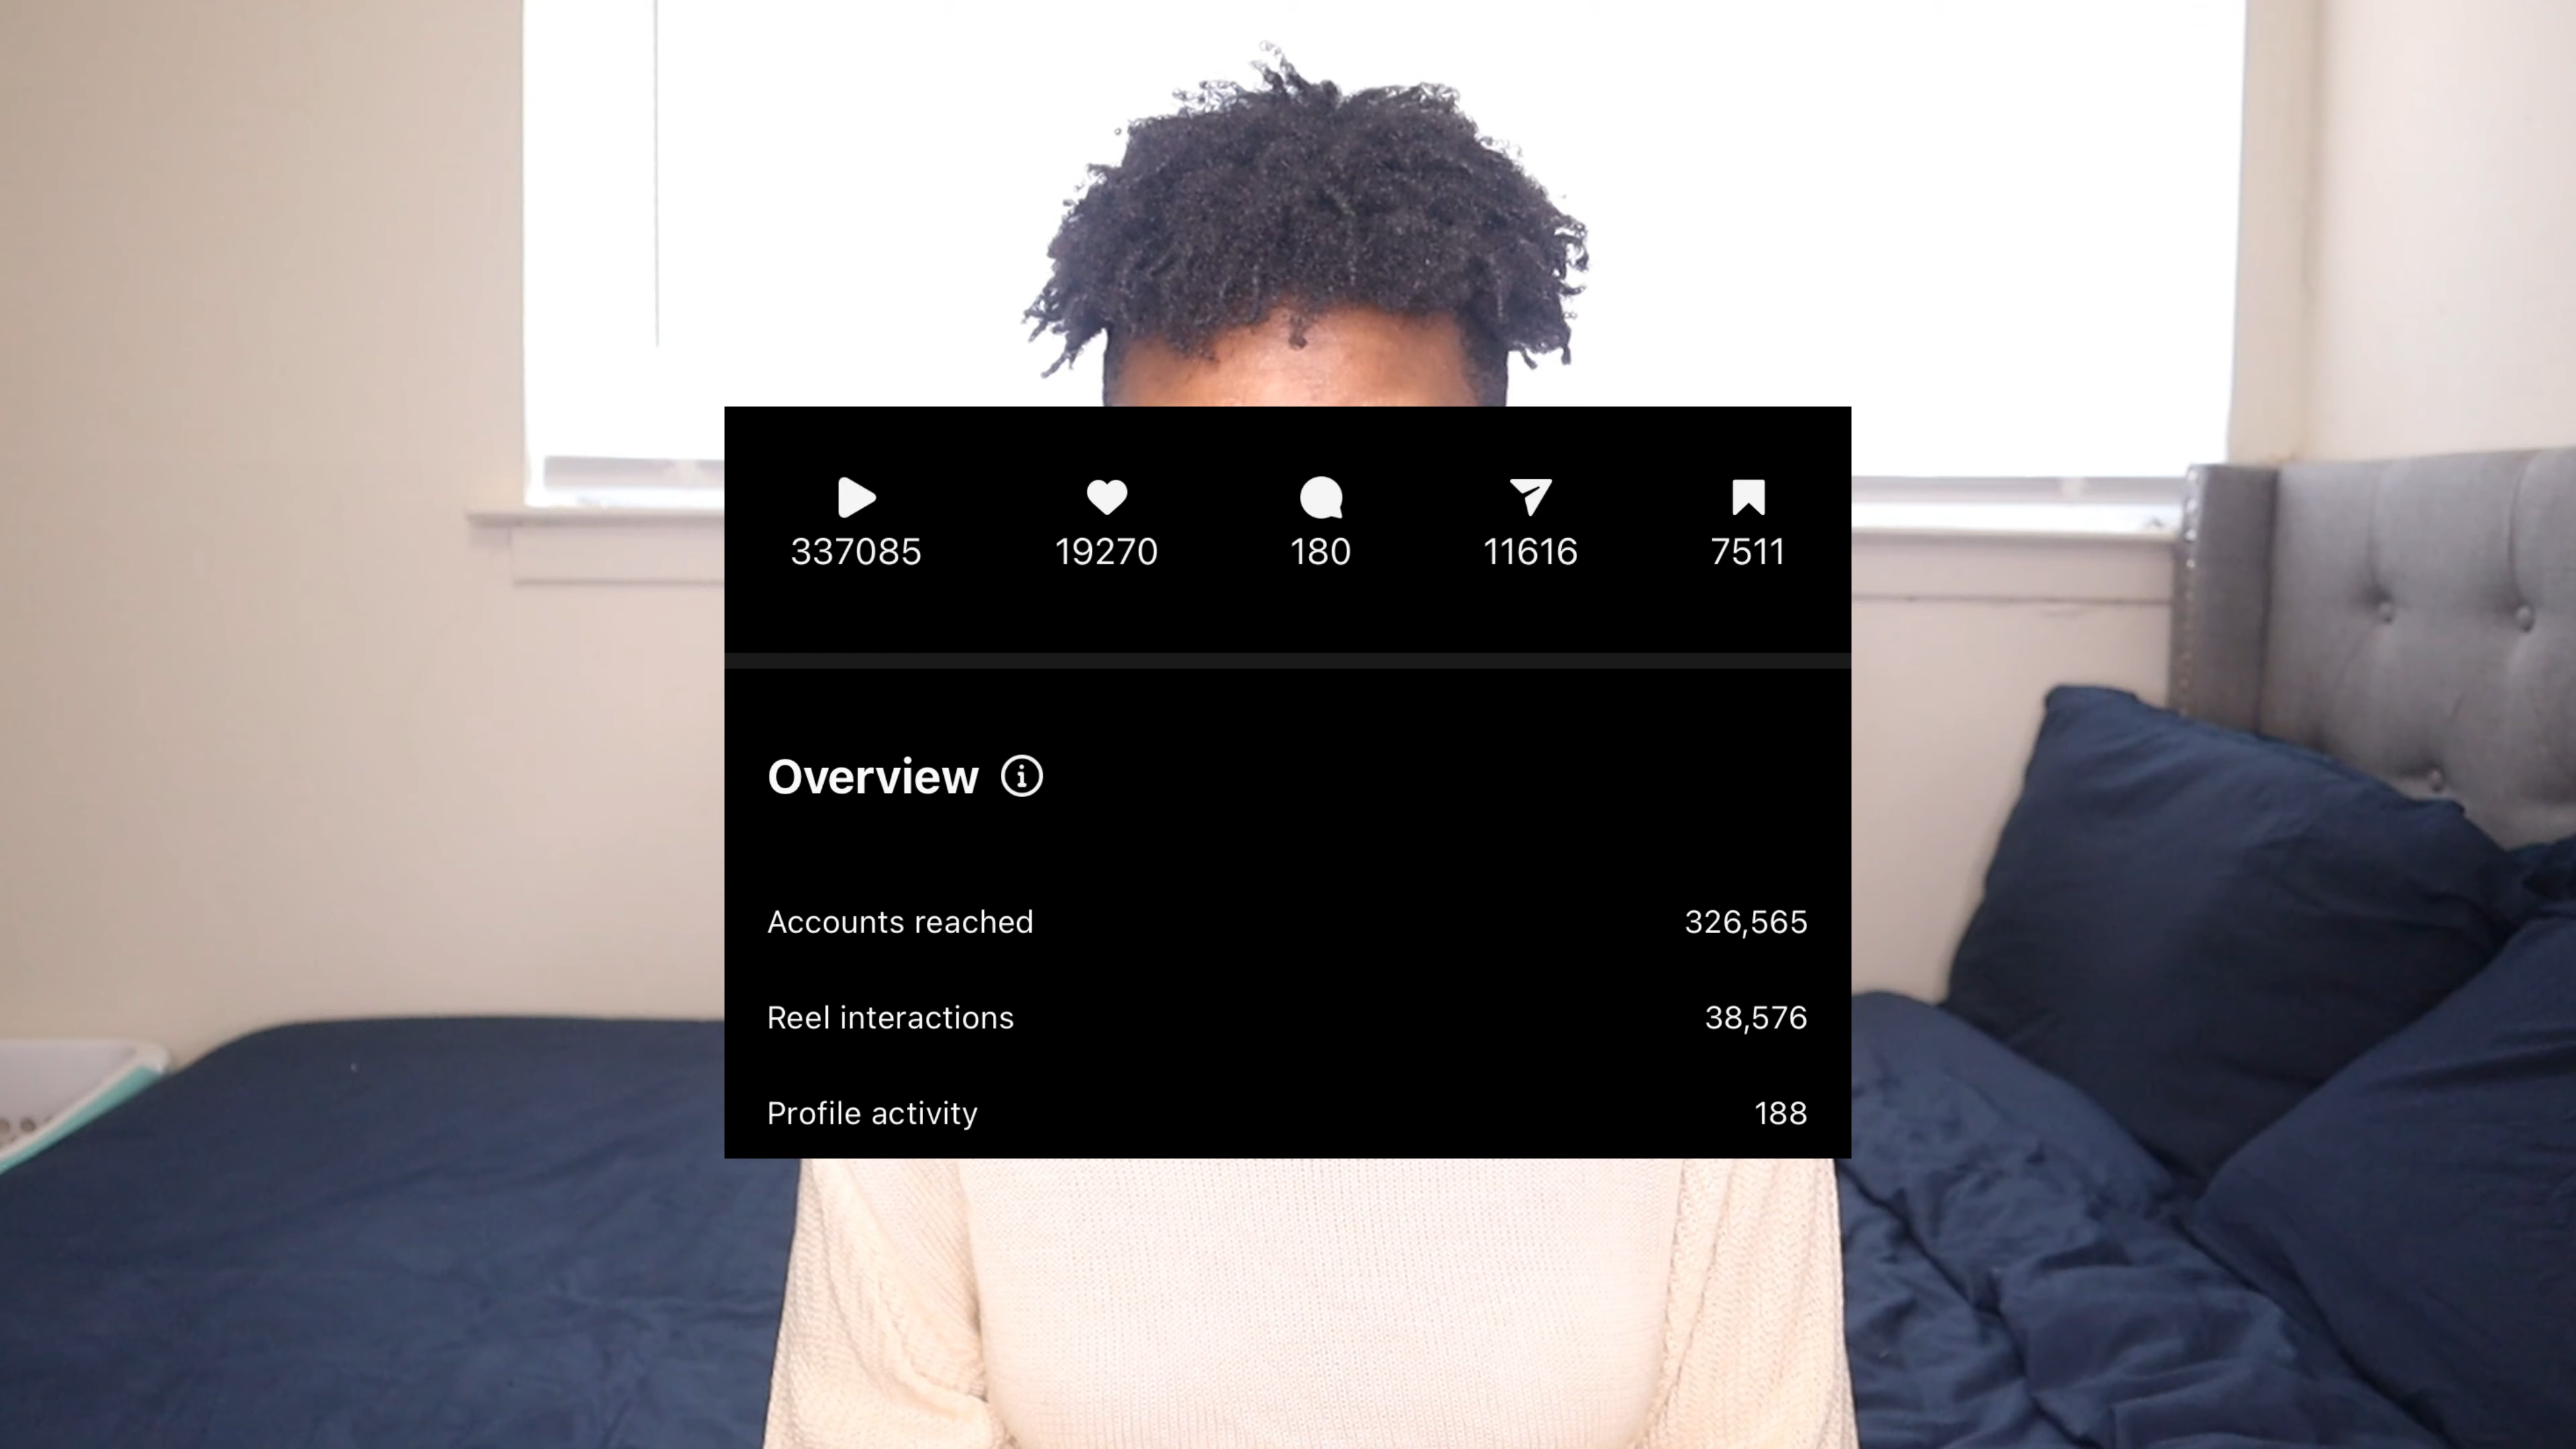 337085 19270 180 11616 7511
Overview
Accounts reached 326,565
Reel interactions 38,576
Profile activity 188